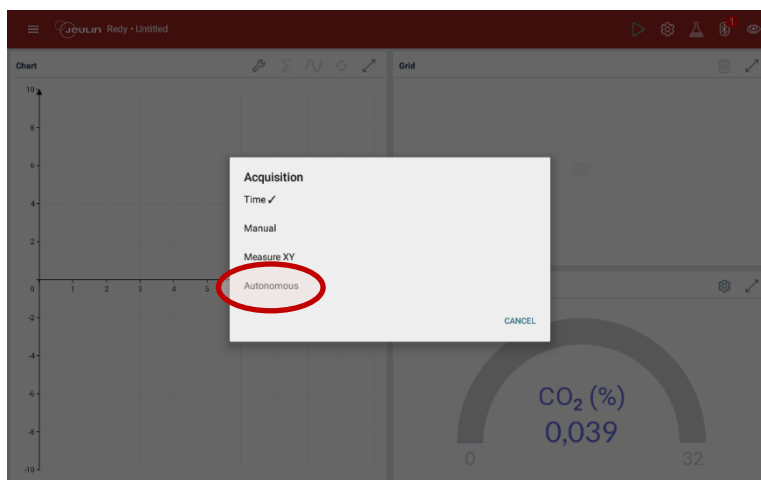 Jeulin Redy • Untitled
1
Chart
Grid
10
8
6
4
2
0 1 2 3 4 5
-2
-4
-6
-8
-10
Acquisition
Time ✓
Manual
Measure XY
Autonomous
CANCEL
CO₂ (%)
0,039
0 32